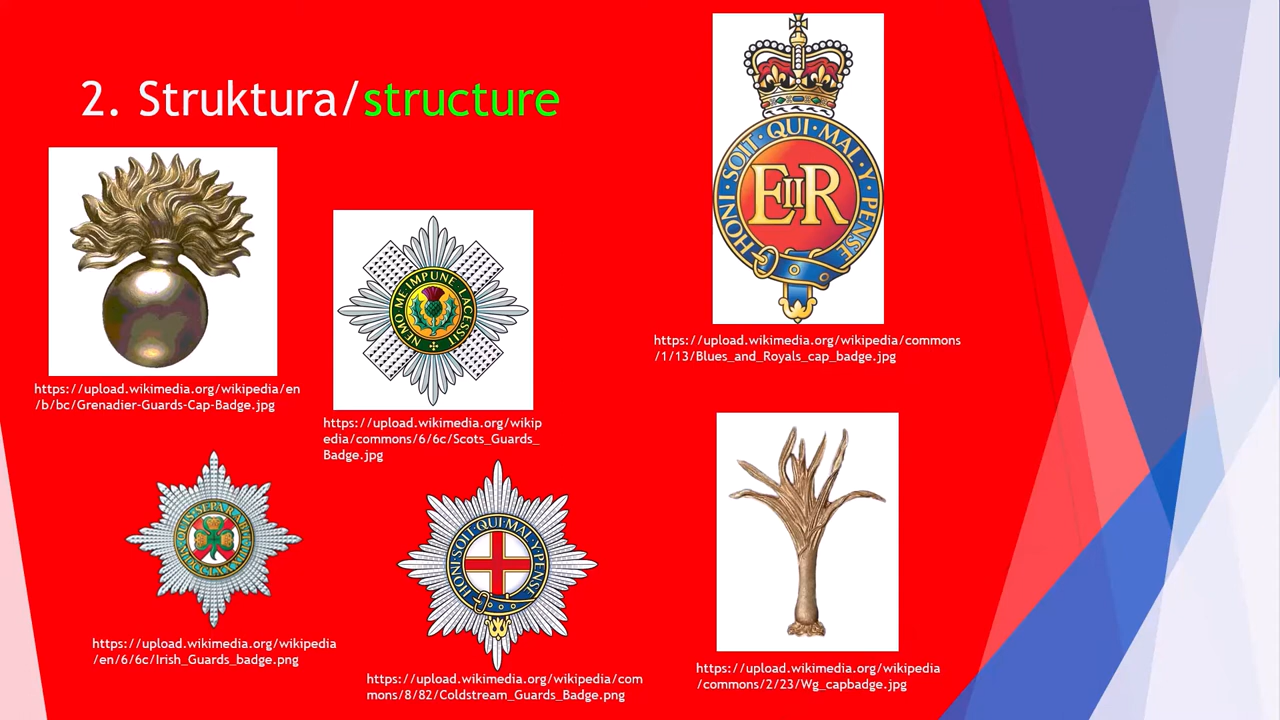 2. Struktura/structure
HONI·SOIT·QUI·MAL·Y·PENSE
EIIR
https://upload.wikimedia.org/wikipedia/commons
/1/13/Blues_and_Royals_cap_badge.jpg
https://upload.wikimedia.org/wikipedia/en
/b/bc/Grenadier-Guards-Cap-Badge.jpg
NEMO·ME·IMPUNE·LACESSIT
https://upload.wikimedia.org/wikip
edia/commons/6/6c/Scots_Guards_
Badge.jpg
QUIS·SEPARABIT
https://upload.wikimedia.org/wikipedia
/en/6/6c/Irish_Guards_badge.png
HONI·SOIT·QUI·MAL·Y·PENSE
https://upload.wikimedia.org/wikipedia/com
mons/8/82/Coldstream_Guards_Badge.png
https://upload.wikimedia.org/wikipedia
/commons/2/23/Wg_capbadge.jpg